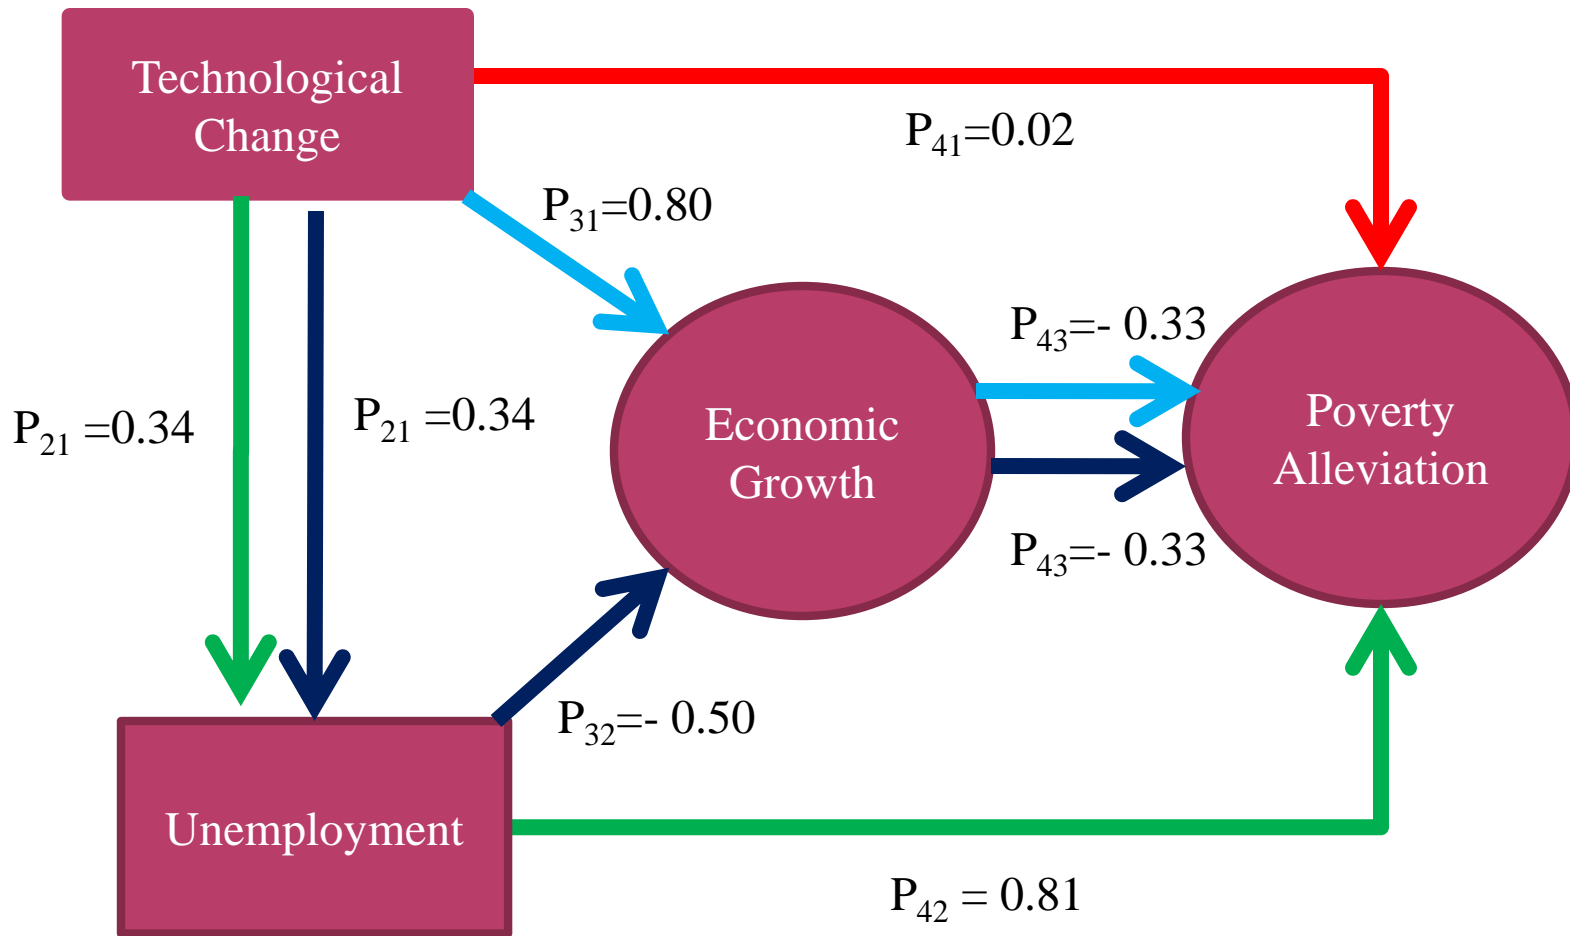 Technological
Change
P41=0.02
P31=0.80
P43=- 0.33
P21 =0.34
P21 =0.34
Economic
Growth
Poverty
Alleviation
P43=- 0.33
P32=- 0.50
Unemployment
P42 = 0.81